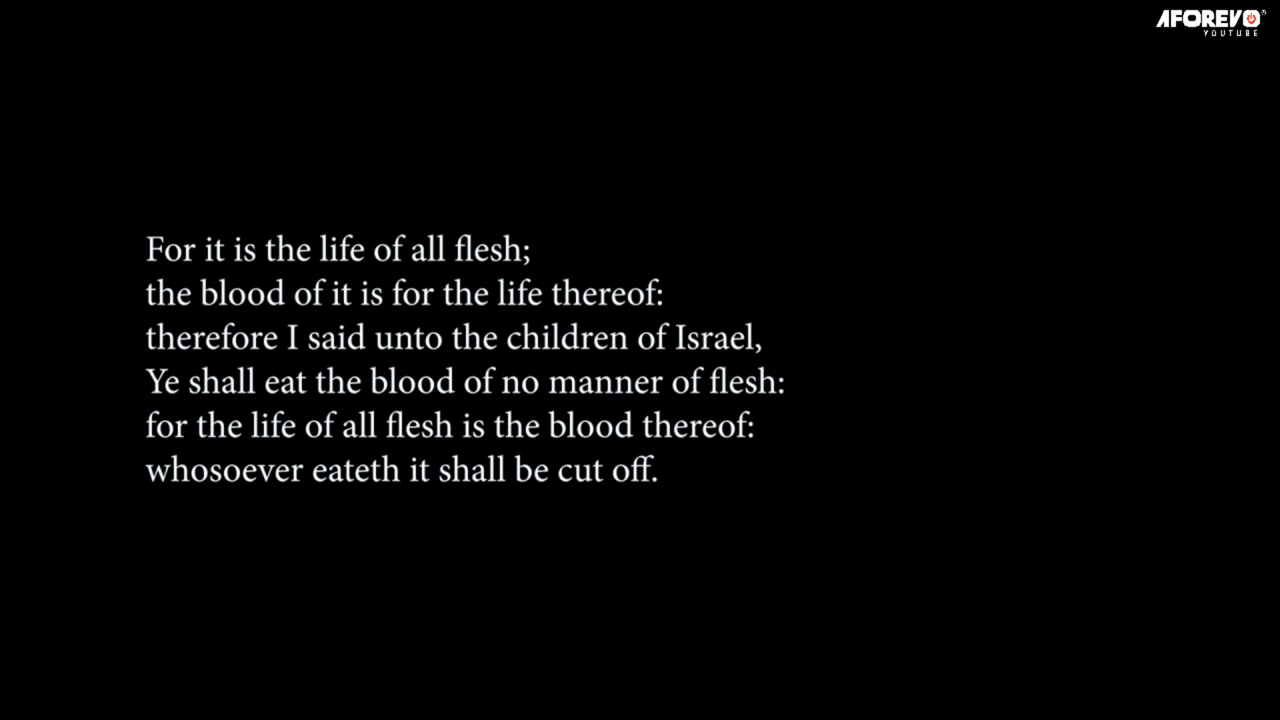 AFOREVO
YOUTUBE
For it is the life of all flesh;
the blood of it is for the life thereof:
therefore I said unto the children of Israel,
Ye shall eat the blood of no manner of flesh:
for the life of all flesh is the blood thereof:
whosoever eateth it shall be cut off.